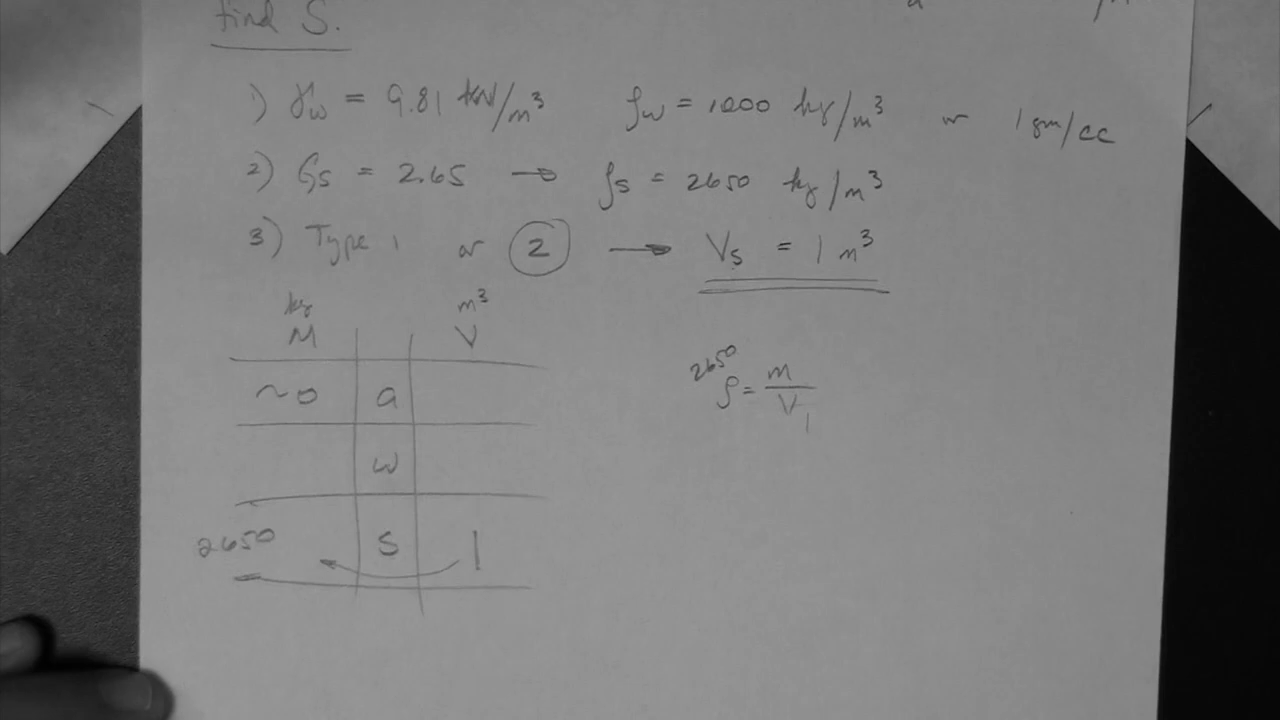 find S.
1) γw = 9.81 kN/m³ ρw = 1000 kg/m³ or 1 gm/cc
2) Gs = 2.65 → ρs = 2650 kg/m³
3) Type 1 or 2 → Vs = 1 m³
kg m³
M V
~0 a
2650 ρ = m/V 1
w
2650 s 1